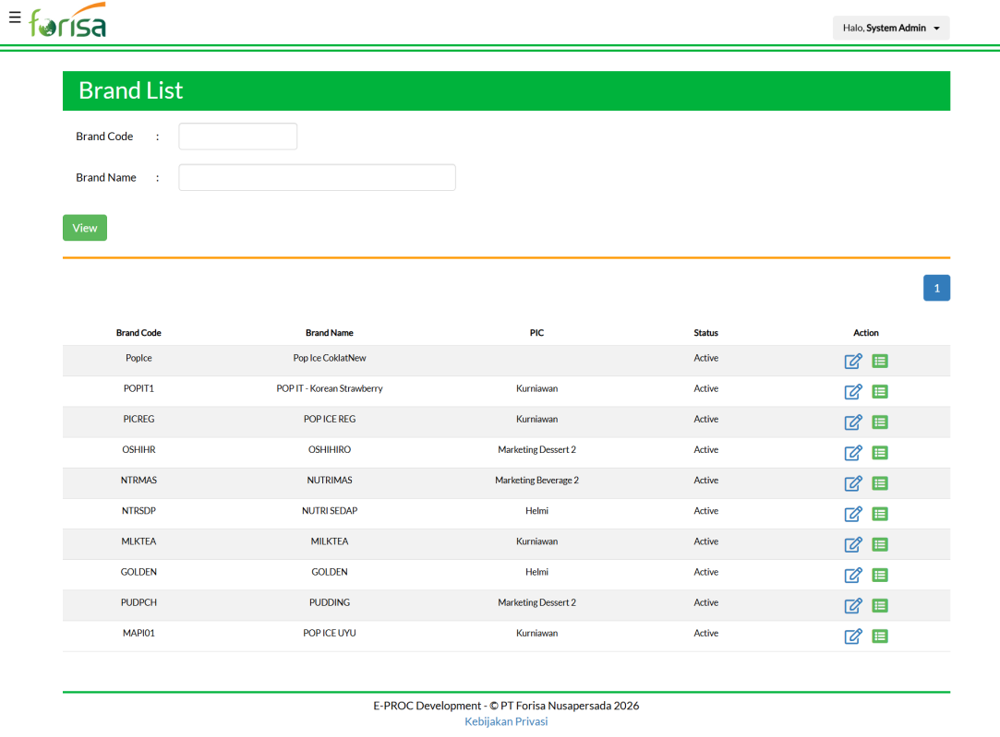 ☰ forisa
Halo, System Admin
Brand List
Brand Code :
Brand Name :
View
1
Brand Code Brand Name PIC Status Action
PopIce Pop Ice CoklatNew Active
POPIT1 POP IT - Korean Strawberry Kurniawan Active
PICREG POP ICE REG Kurniawan Active
OSHIHR OSHIHIRO Marketing Dessert 2 Active
NTRMAS NUTRIMAS Marketing Beverage 2 Active
NTRSDP NUTRI SEDAP Helmi Active
MLKTEA MILKTEA Kurniawan Active
GOLDEN GOLDEN Helmi Active
PUDPCH PUDDING Marketing Dessert 2 Active
MAPI01 POP ICE UYU Kurniawan Active
E-PROC Development - © PT Forisa Nusapersada 2026
Kebijakan Privasi